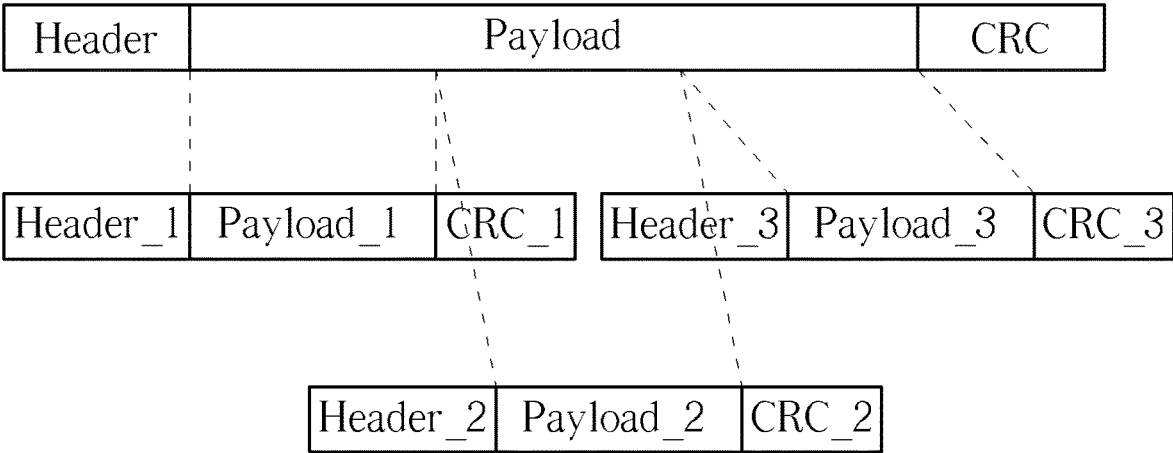 Header Payload CRC
Header_1 Payload_1 CRC_1 Header_3 Payload_3 CRC_3
Header_2 Payload_2 CRC_2